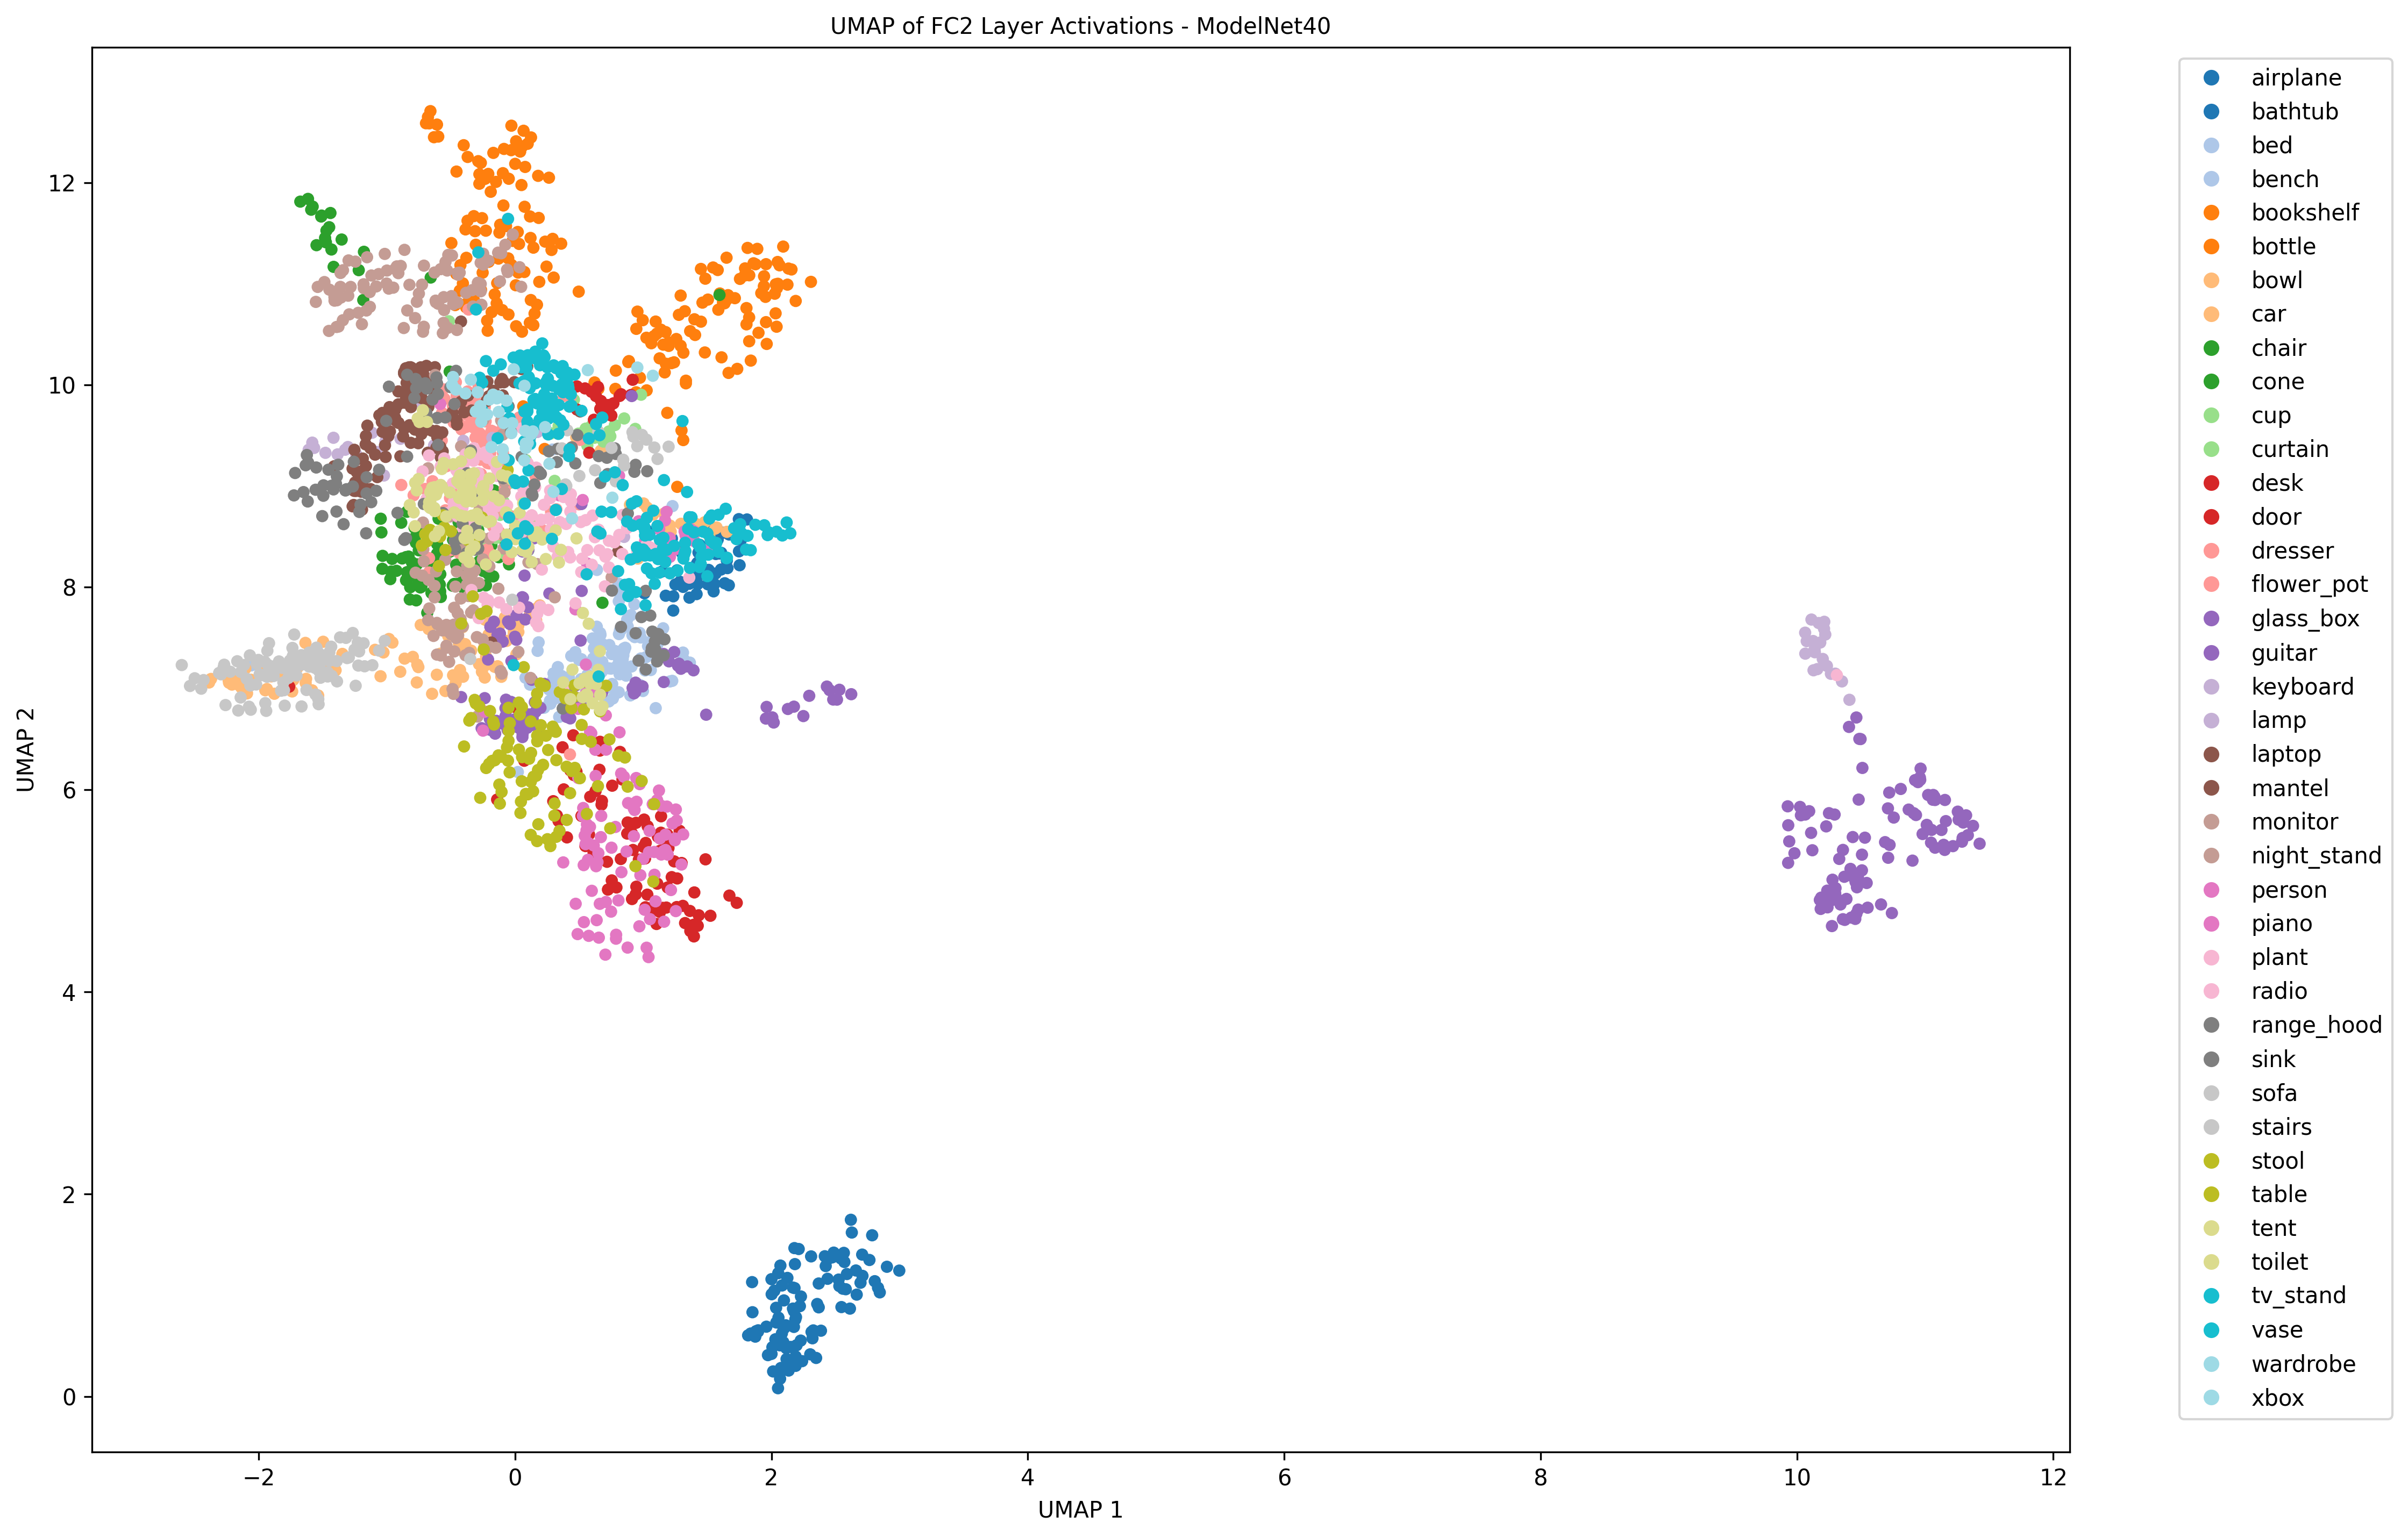 UMAP of FC2 Layer Activations - ModelNet40
12
10
8
6
4
2
0
UMAP 2
−2
0
2
4
6
8
10
12
UMAP 1
airplane
bathtub
bed
bench
bookshelf
bottle
bowl
car
chair
cone
cup
curtain
desk
door
dresser
flower_pot
glass_box
guitar
keyboard
lamp
laptop
mantel
monitor
night_stand
person
piano
plant
radio
range_hood
sink
sofa
stairs
stool
table
tent
toilet
tv_stand
vase
wardrobe
xbox